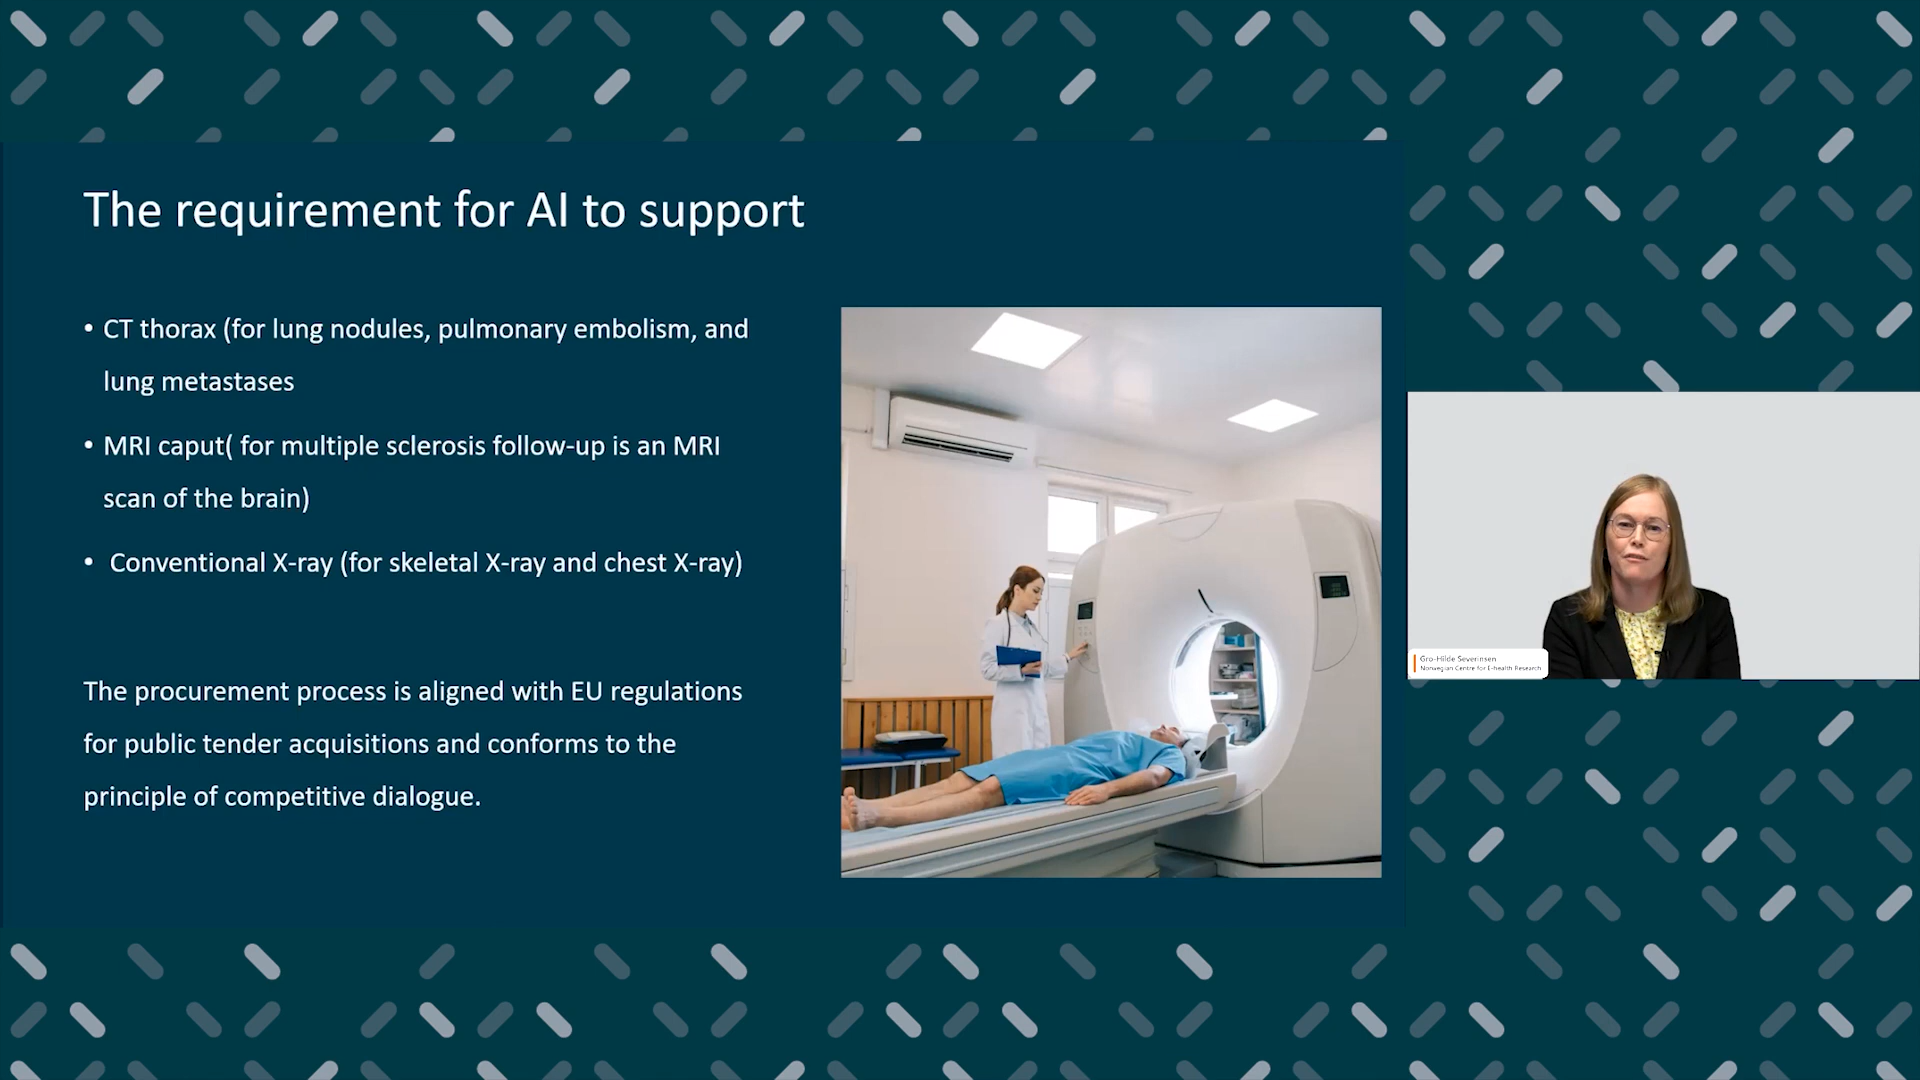 The requirement for AI to support
• CT thorax (for lung nodules, pulmonary embolism, and
lung metastases
• MRI caput( for multiple sclerosis follow-up is an MRI
scan of the brain)
• Conventional X-ray (for skeletal X-ray and chest X-ray)
The procurement process is aligned with EU regulations
for public tender acquisitions and conforms to the
principle of competitive dialogue.
Gro-Hilde Severinsen
Norwegian Centre for E-health Research